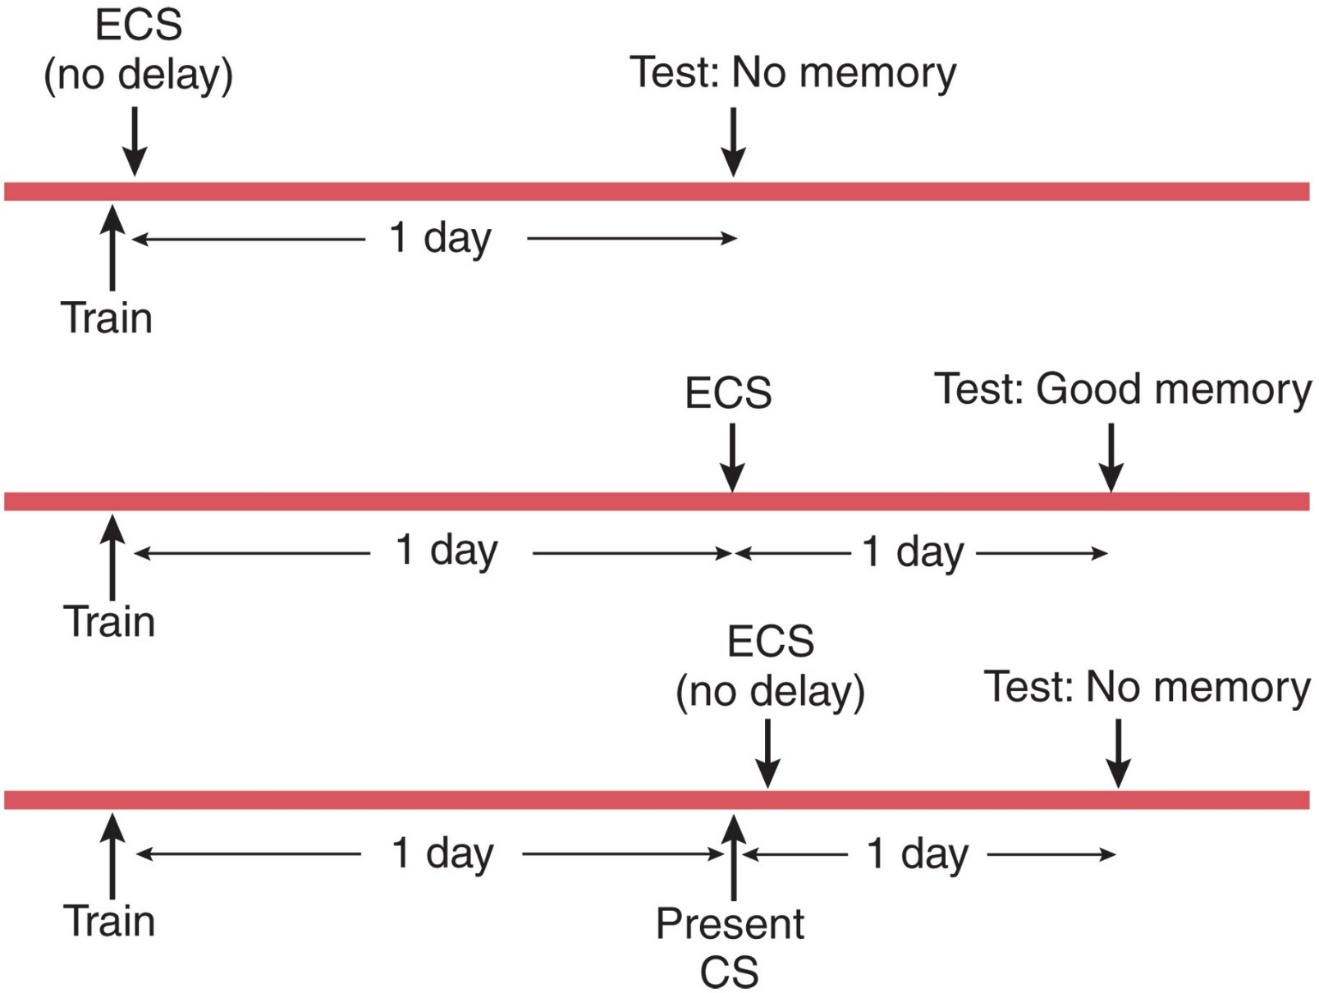 ECS
(no delay)
Test: No memory
1 day
Train
ECS
Test: Good memory
1 day
1 day
Train
ECS
(no delay)
Test: No memory
1 day
1 day
Train
Present
CS